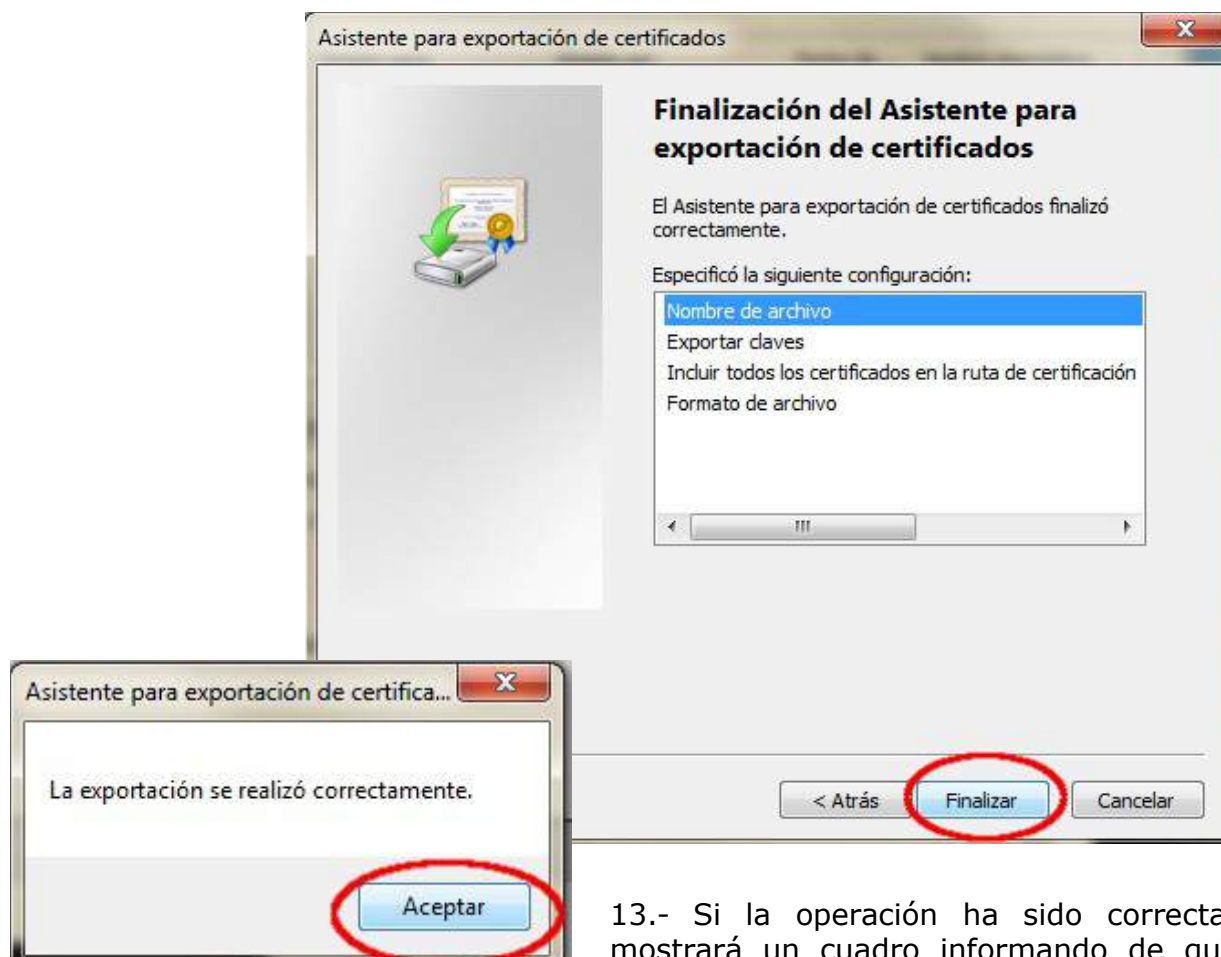 Asistente para exportación de certificados
Finalización del Asistente para
exportación de certificados
El Asistente para exportación de certificados finalizó
correctamente.
Especificó la siguiente configuración:
Nombre de archivo
Exportar claves
Incluir todos los certificados en la ruta de certificación
Formato de archivo
< Atrás
Finalizar
Cancelar
Asistente para exportación de certifica...
La exportación se realizó correctamente.
Aceptar
13.- Si la operación ha sido correcta
mostrará un cuadro informando de qu